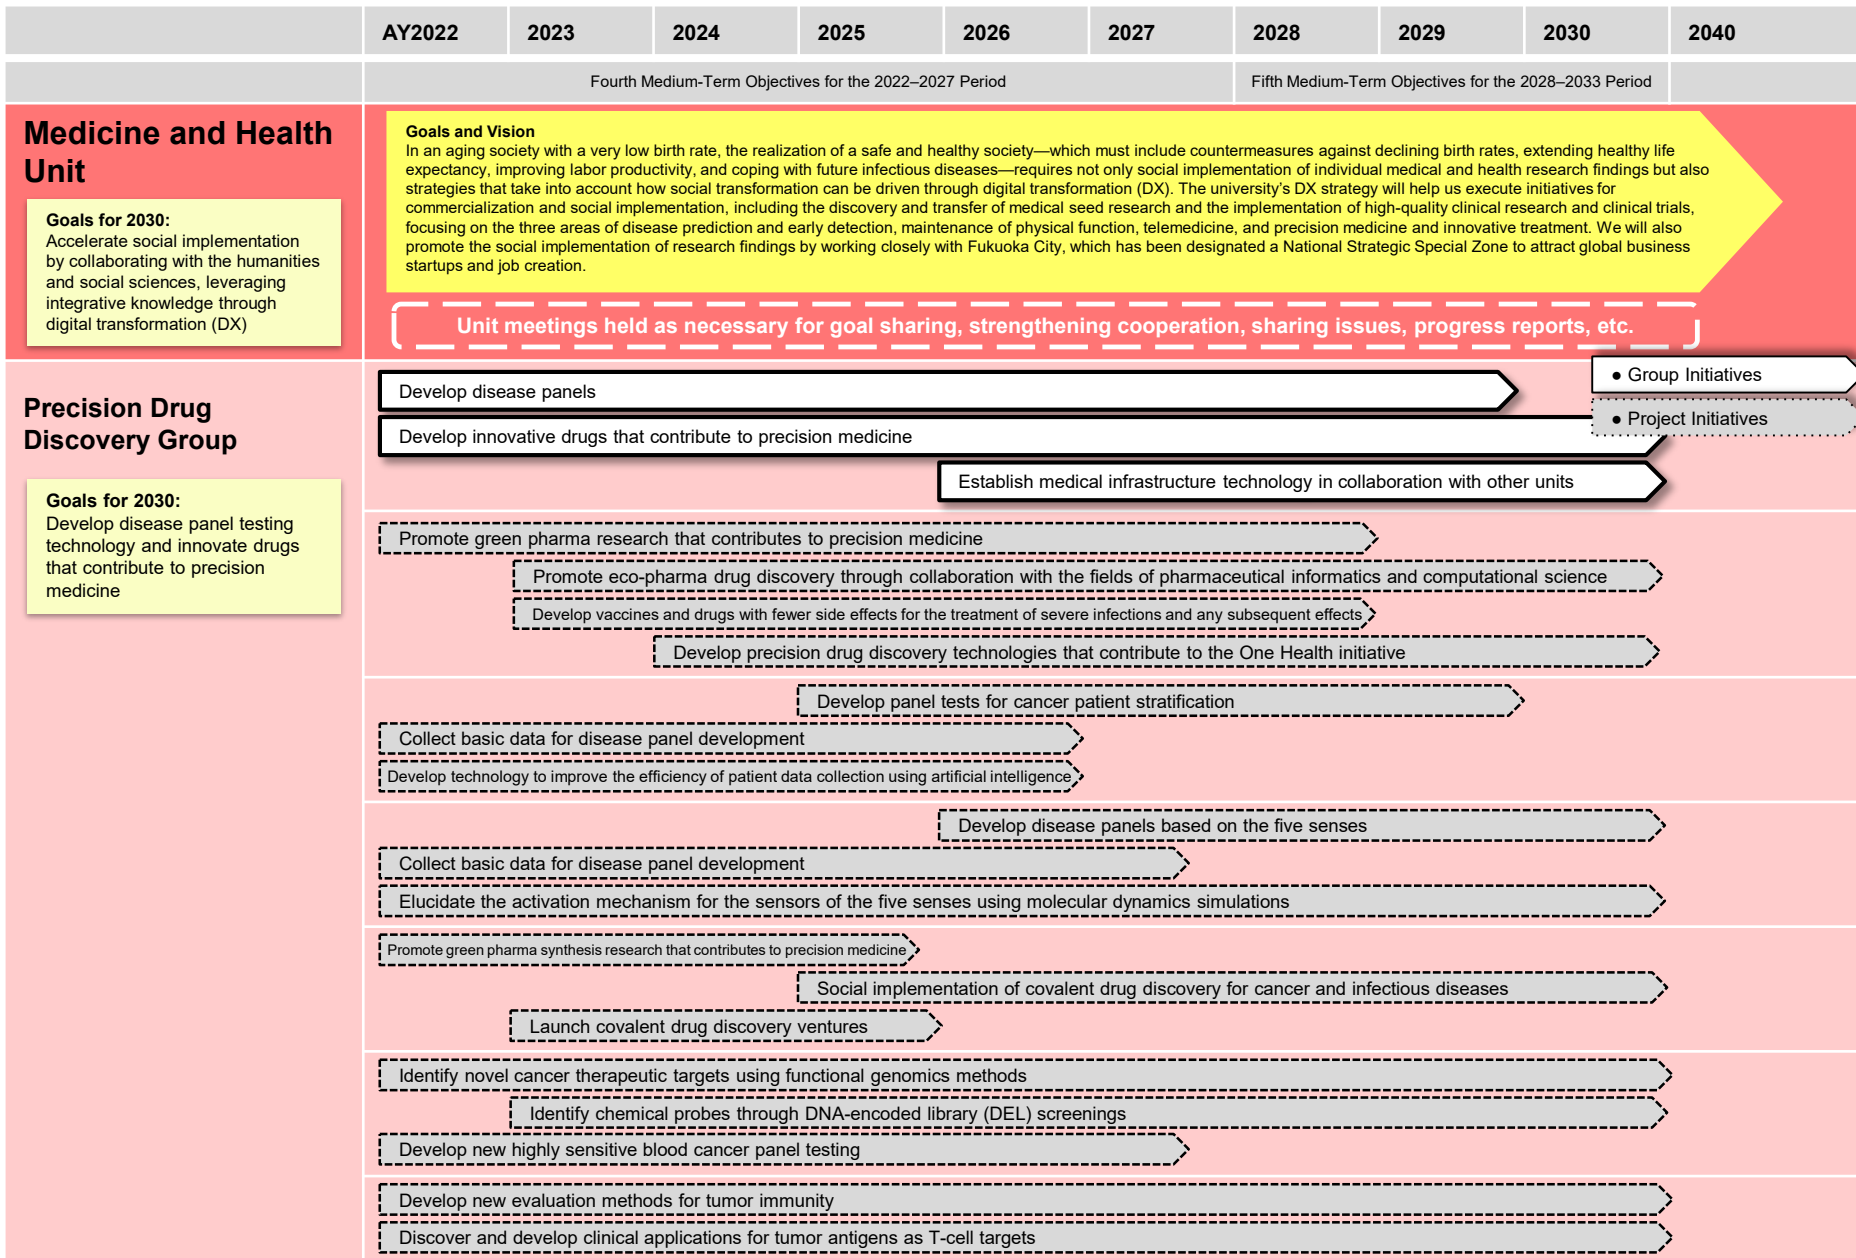 AY2022 2023 2024 2025 2026 2027 2028 2029 2030 2040
Fourth Medium-Term Objectives for the 2022–2027 Period
Fifth Medium-Term Objectives for the 2028–2033 Period
Medicine and Health
Unit
Goals for 2030:
Accelerate social implementation
by collaborating with the humanities
and social sciences, leveraging
integrative knowledge through
digital transformation (DX)
Goals and Vision
In an aging society with a very low birth rate, the realization of a safe and healthy society—which must include countermeasures against declining birth rates, extending healthy life
expectancy, improving labor productivity, and coping with future infectious diseases—requires not only social implementation of individual medical and health research findings but also
strategies that take into account how social transformation can be driven through digital transformation (DX). The university's DX strategy will help us execute initiatives for
commercialization and social implementation, including the discovery and transfer of medical seed research and the implementation of high-quality clinical research and clinical trials,
focusing on the three areas of disease prediction and early detection, maintenance of physical function, telemedicine, and precision medicine and innovative treatment. We will also
promote the social implementation of research findings by working closely with Fukuoka City, which has been designated a National Strategic Special Zone to attract global business
startups and job creation.
Unit meetings held as necessary for goal sharing, strengthening cooperation, sharing issues, progress reports, etc.
● Group Initiatives
● Project Initiatives
Precision Drug
Discovery Group
Goals for 2030:
Develop disease panel testing
technology and innovate drugs
that contribute to precision
medicine
Develop disease panels
Develop innovative drugs that contribute to precision medicine
Establish medical infrastructure technology in collaboration with other units
Promote green pharma research that contributes to precision medicine
Promote eco-pharma drug discovery through collaboration with the fields of pharmaceutical informatics and computational science
Develop vaccines and drugs with fewer side effects for the treatment of severe infections and any subsequent effects
Develop precision drug discovery technologies that contribute to the One Health initiative
Develop panel tests for cancer patient stratification
Collect basic data for disease panel development
Develop technology to improve the efficiency of patient data collection using artificial intelligence
Develop disease panels based on the five senses
Collect basic data for disease panel development
Elucidate the activation mechanism for the sensors of the five senses using molecular dynamics simulations
Promote green pharma synthesis research that contributes to precision medicine
Social implementation of covalent drug discovery for cancer and infectious diseases
Launch covalent drug discovery ventures
Identify novel cancer therapeutic targets using functional genomics methods
Identify chemical probes through DNA-encoded library (DEL) screenings
Develop new highly sensitive blood cancer panel testing
Develop new evaluation methods for tumor immunity
Discover and develop clinical applications for tumor antigens as T-cell targets